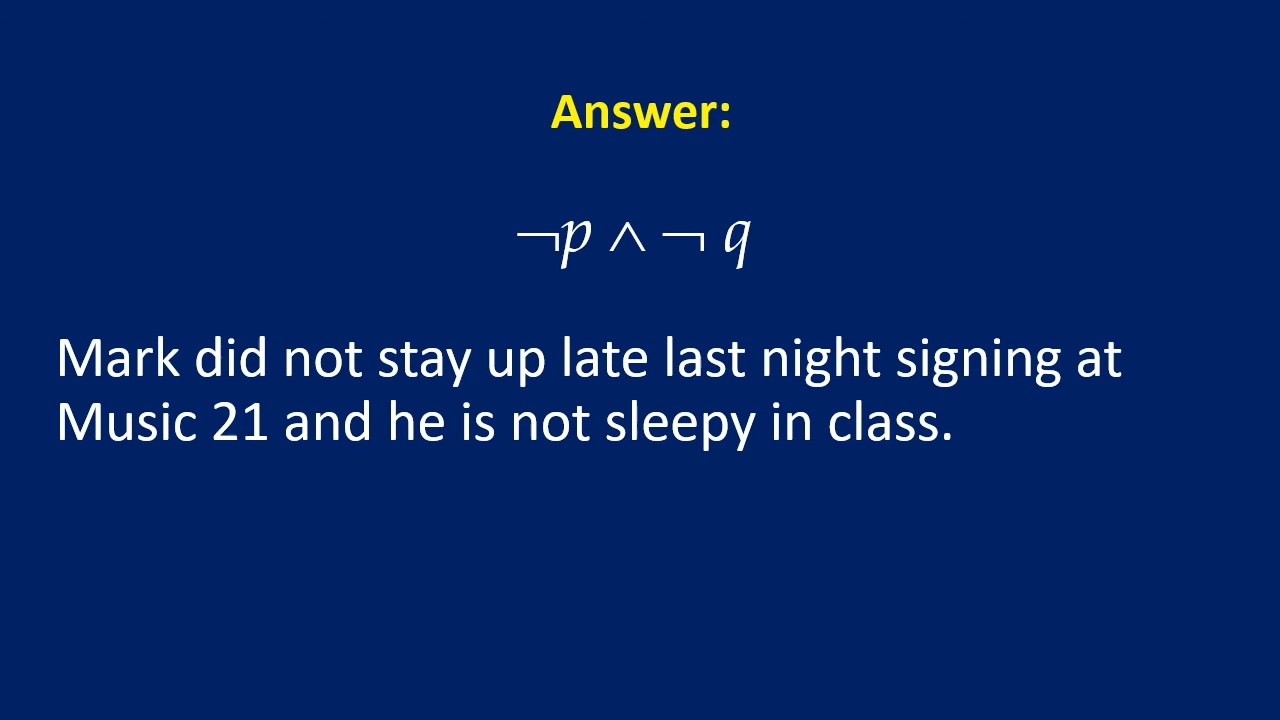 Answer:
¬p ∧ ¬ q
Mark did not stay up late last night signing at
Music 21 and he is not sleepy in class.